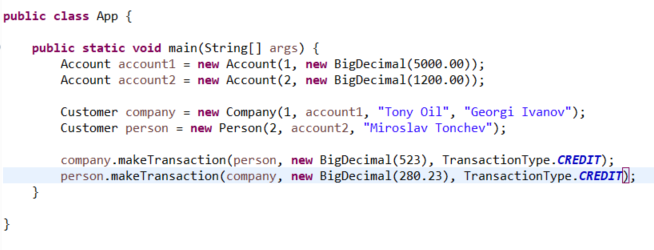 public class App {
public static void main(String[] args) {
Account account1 = new Account(1, new BigDecimal(5000.00));
Account account2 = new Account(2, new BigDecimal(1200.00));
Customer company = new Company(1, account1, "Tony Oil", "Georgi Ivanov");
Customer person = new Person(2, account2, "Miroslav Tonchev");
company.makeTransaction(person, new BigDecimal(523), TransactionType.CREDIT);
person.makeTransaction(company, new BigDecimal(280.23), TransactionType.CREDIT);
}
}